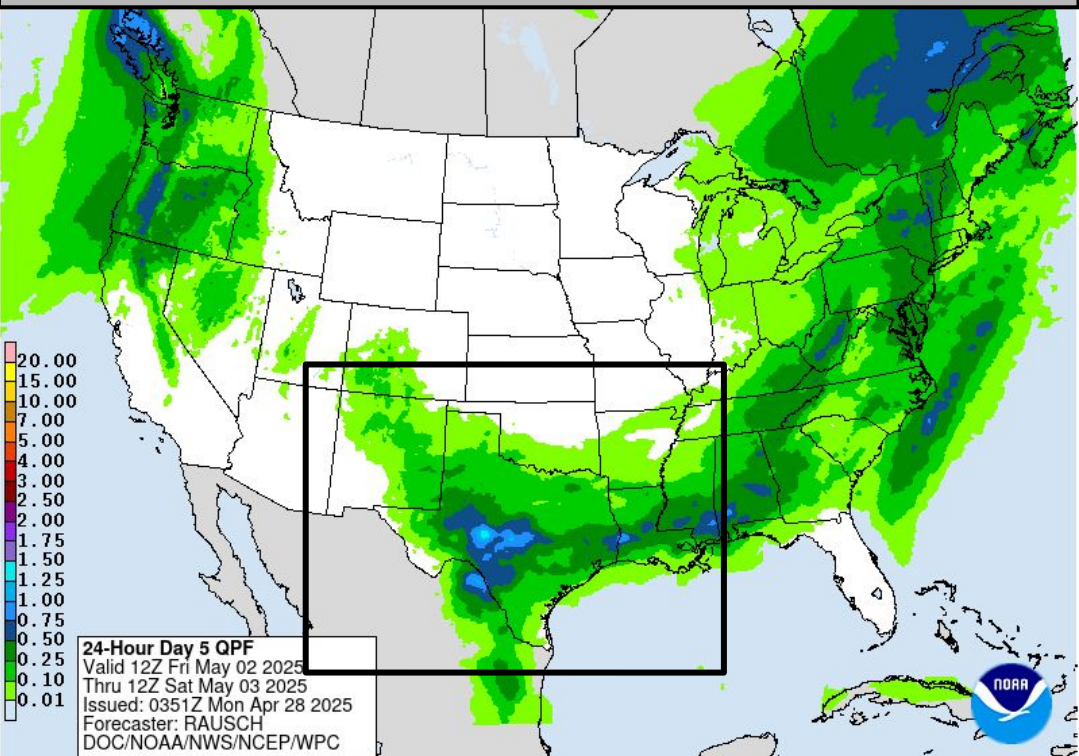 20.00
15.00
10.00
7.00
5.00
4.00
3.00
2.50
2.00
1.75
1.50
1.25
1.00
0.75
0.50
0.25
0.10
0.01
24-Hour Day 5 QPF
Valid 12Z Fri May 02 2025
Thru 12Z Sat May 03 2025
Issued: 0351Z Mon Apr 28 2025
Forecaster: RAUSCH
DOC/NOAA/NWS/NCEP/WPC
NOAA